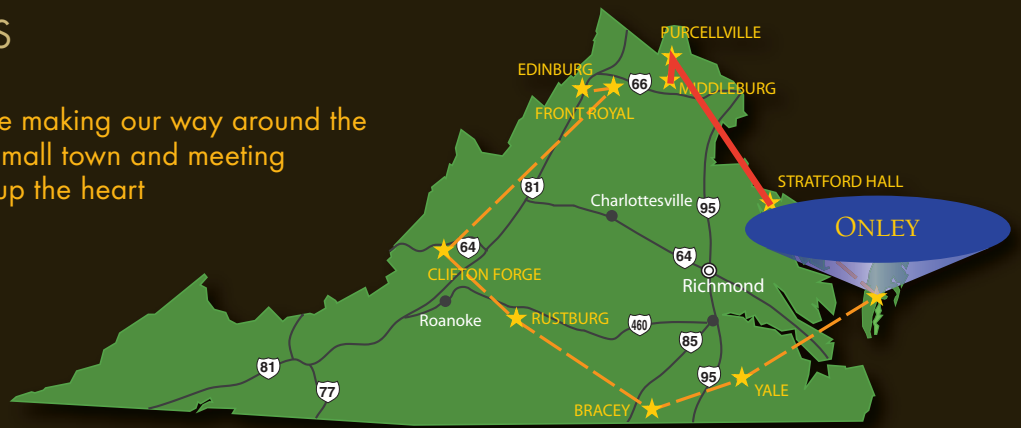 S
e making our way around the
small town and meeting
up the heart
PURCELLVILLE
EDINBURG
66
MIDDLEBURG
FRONT ROYAL
81
STRATFORD HALL
Charlottesville
95
ONLEY
64
64
CLIFTON FORGE
Richmond
Roanoke
RUSTBURG
460
85
81
95
77
YALE
BRACEY